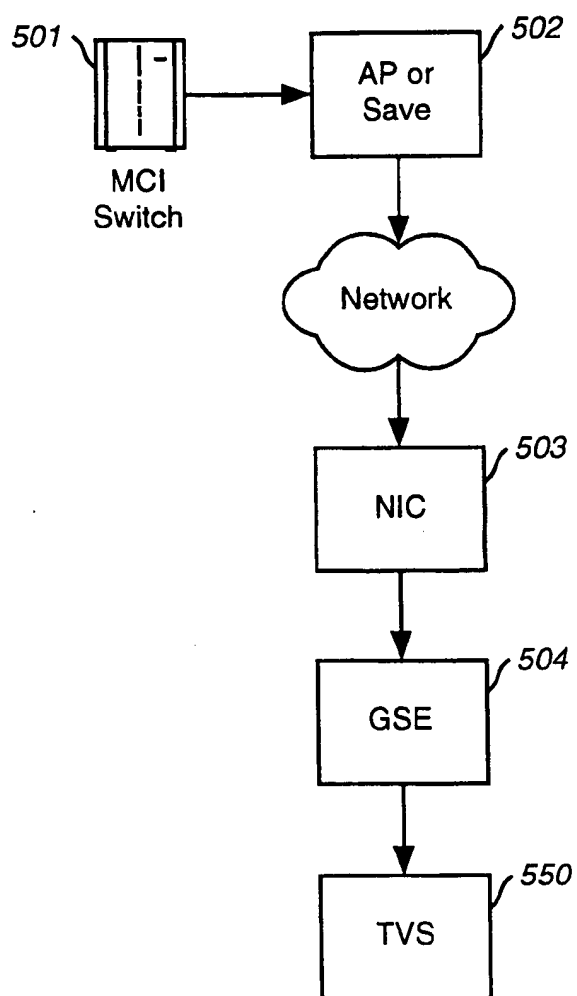 501
502
AP or
Save
MCI
Switch
Network
503
NIC
504
GSE
550
TVS